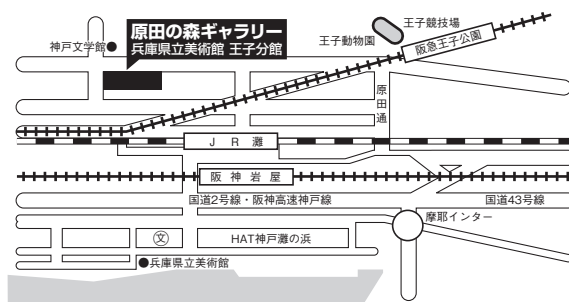 原田の森ギャラリー
兵庫県立美術館 王子分館
神戸文学館
王子競技場
王子動物園
阪急王子公園
原田通
JR灘
阪神岩屋
国道2号線・阪神高速神戸線
国道43号線
摩耶インター
文
HAT神戸灘の浜
兵庫県立美術館